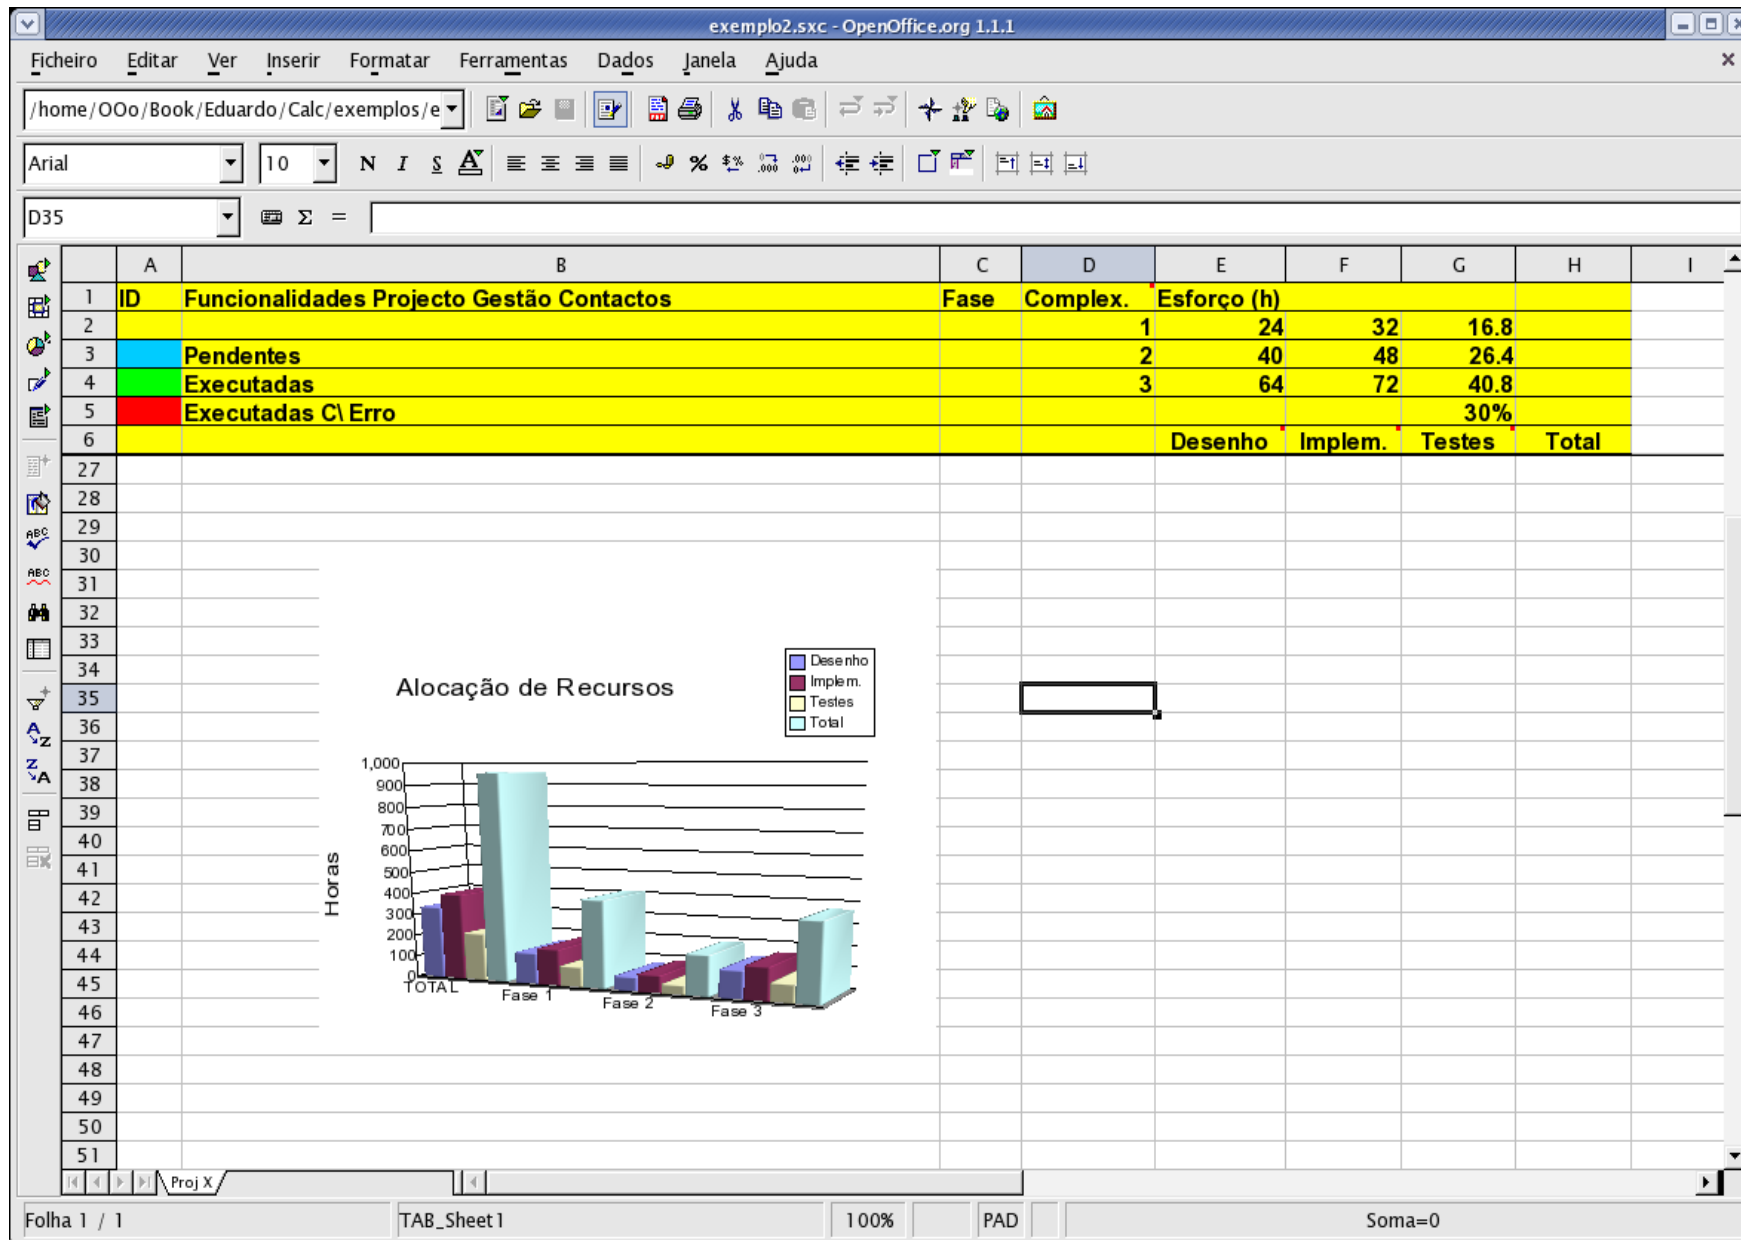 exemplo2.sxc - OpenOffice.org 1.1.1
Ficheiro Editar Ver Inserir Formatar Ferramentas Dados Janela Ajuda
/home/OOo/Book/Eduardo/Calc/exemplos/e
Arial 10 N I S A % $% .000 .000
D35 Σ =
A B C D E F G H I
1 ID Funcionalidades Projecto Gestão Contactos Fase Complex. Esforço (h)
2 1 24 32 16.8
3 Pendentes 2 40 48 26.4
4 Executadas 3 64 72 40.8
5 Executadas C\ Erro 30%
6 Desenho Implem. Testes Total
27
28
29
30
31
32
33
34
35
36
37
38
39
40
41
42
43
44
45
46
47
48
49
50
51
ABC
ABC
A Z
Z A
Alocação de Recursos
Desenho
Implem.
Testes
Total
Horas
1,000
900
800
700
600
500
400
300
200
100
0
TOTAL Fase 1 Fase 2 Fase 3
Proj X
Folha 1 / 1 TAB_Sheet1 100% PAD Soma=0